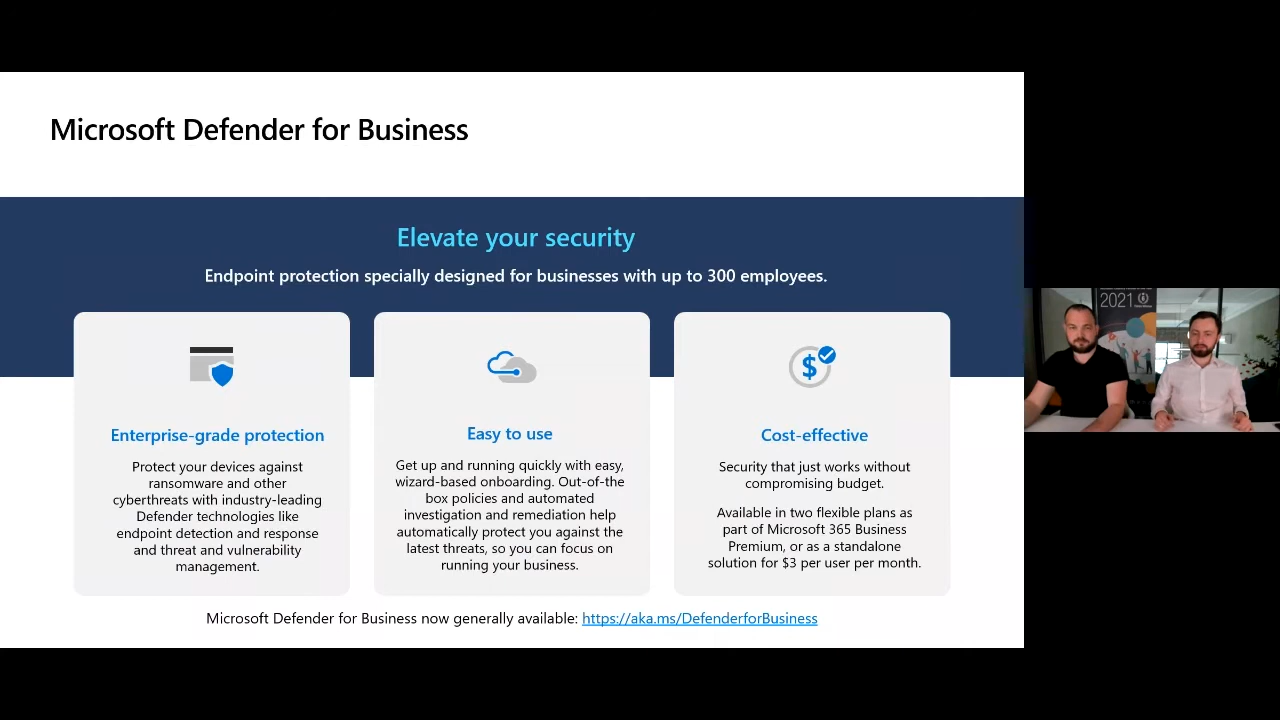 Microsoft Defender for Business
Elevate your security
Endpoint protection specially designed for businesses with up to 300 employees.
$
Enterprise-grade protection
Protect your devices against
ransomware and other
cyberthreats with industry-leading
Defender technologies like
endpoint detection and response
and threat and vulnerability
management.
Easy to use
Get up and running quickly with easy,
wizard-based onboarding. Out-of-the
box policies and automated
investigation and remediation help
automatically protect you against the
latest threats, so you can focus on
running your business.
Cost-effective
Security that just works without
compromising budget.
Available in two flexible plans as
part of Microsoft 365 Business
Premium, or as a standalone
solution for $3 per user per month.
Microsoft Defender for Business now generally available: https://aka.ms/DefenderforBusiness
2021